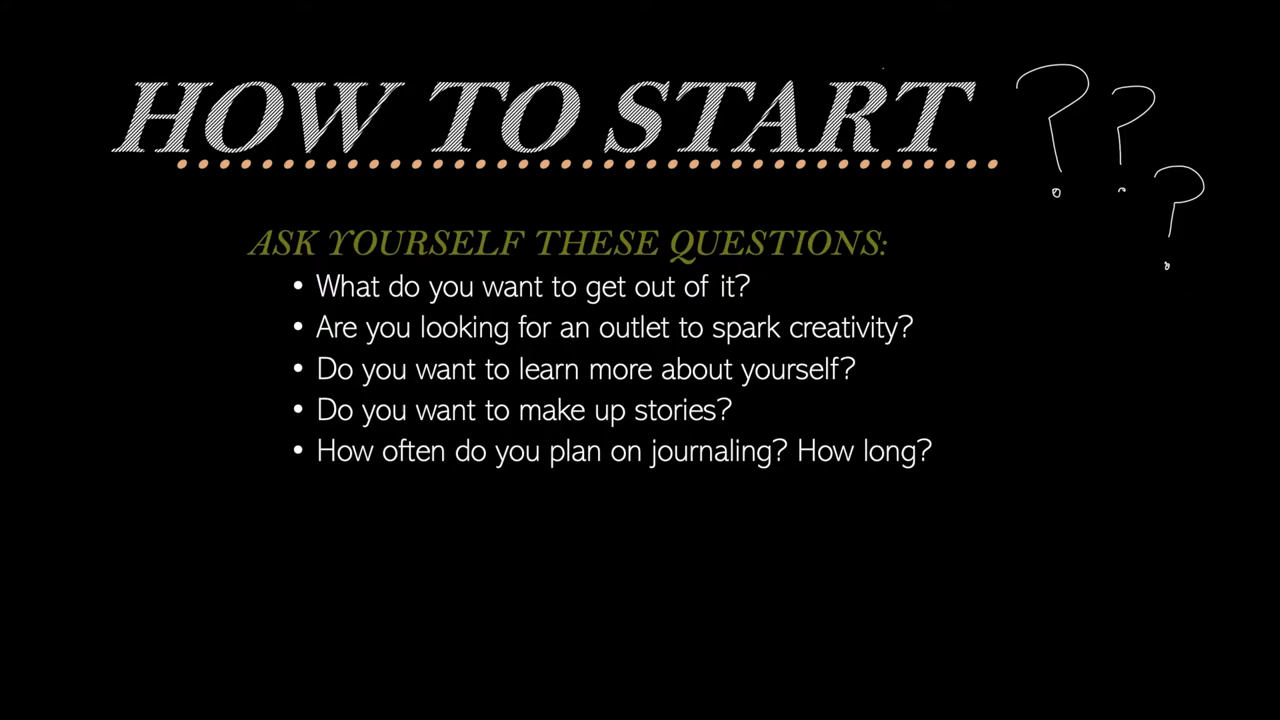 HOW TO START ???
ASK YOURSELF THESE QUESTIONS:
• What do you want to get out of it?
• Are you looking for an outlet to spark creativity?
• Do you want to learn more about yourself?
• Do you want to make up stories?
• How often do you plan on journaling? How long?